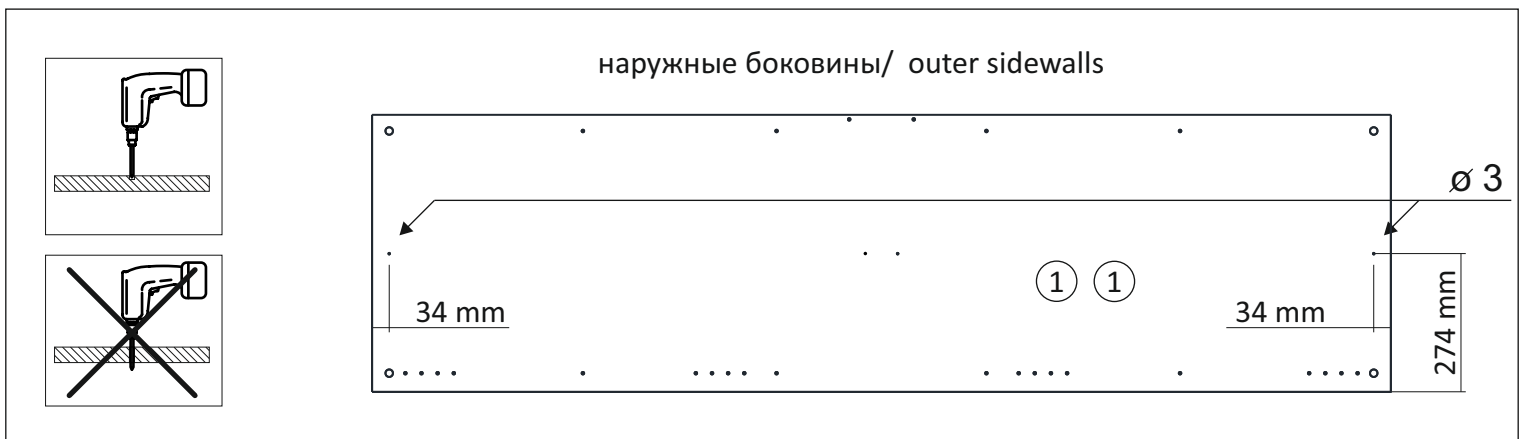 наружные боковины/ outer sidewalls
ø 3
1 1
34 mm
34 mm
274 mm